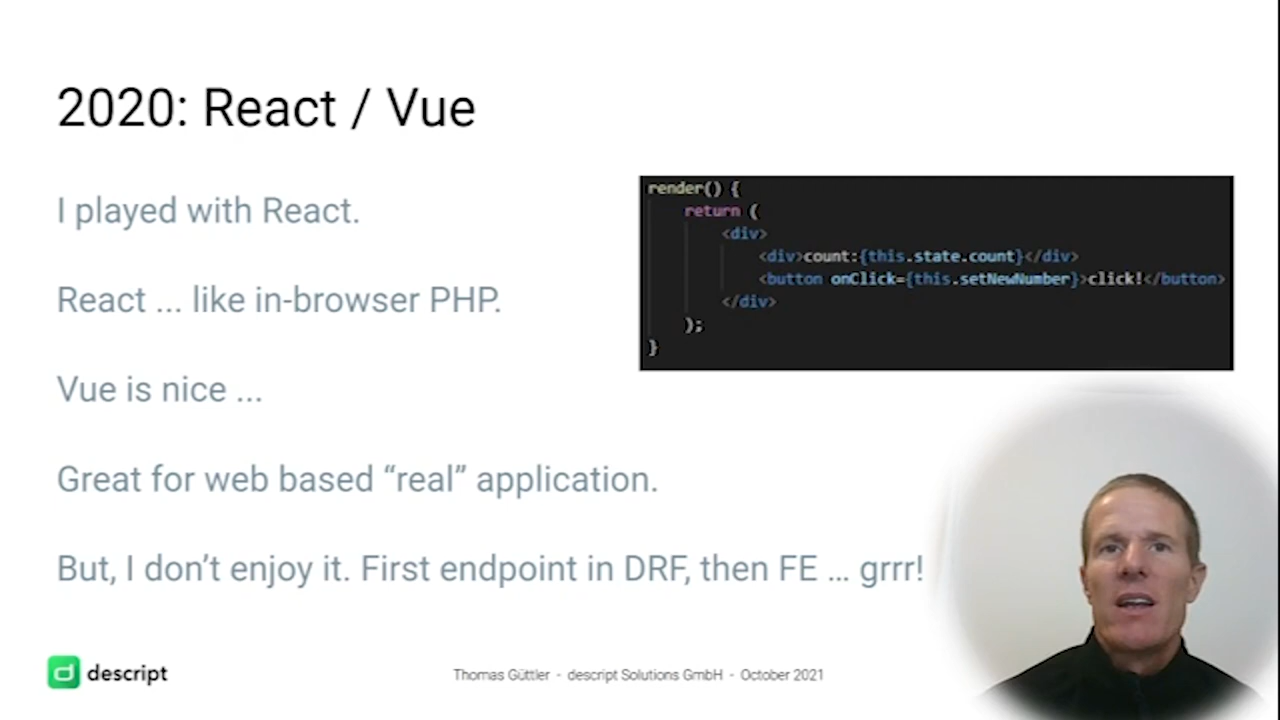 2020: React / Vue
I played with React.
React ... like in-browser PHP.
Vue is nice ...
Great for web based “real” application.
But, I don’t enjoy it. First endpoint in DRF, then FE … grrr!
render() {
return (
<div>
<div>count:{this.state.count}</div>
<button onClick={this.setNewNumber}>click!</button>
</div>
);
}
descript
Thomas Güttler - descript Solutions GmbH - October 2021